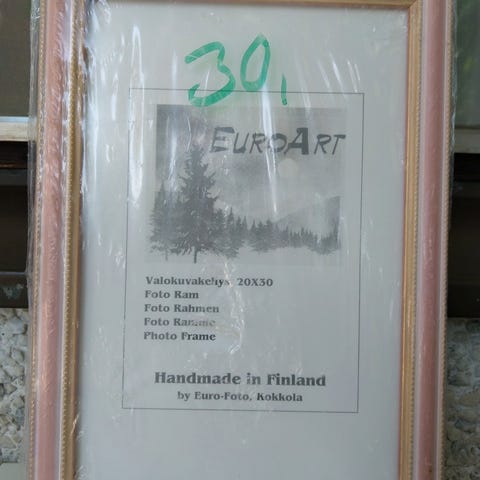 30,
EUROART
Valokuvakehys 20X30
Foto Ram
Foto Rahmen
Foto Ramme
Photo Frame
Handmade in Finland
by Euro-Foto, Kokkola